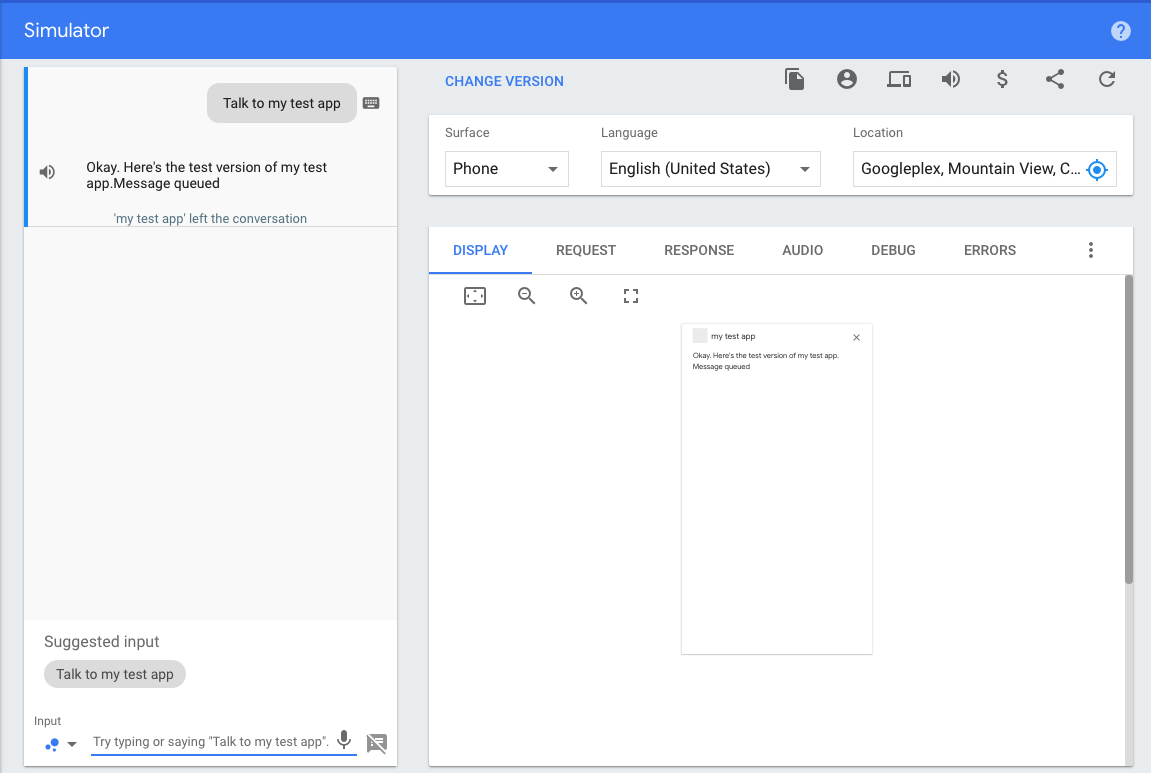 Simulator
Talk to my test app
Okay. Here's the test version of my test
app.Message queued
'my test app' left the conversation
Suggested input
Talk to my test app
Input
Try typing or saying "Talk to my test app".
CHANGE VERSION
$
Surface
Language
Location
Phone
English (United States)
Googleplex, Mountain View, C...
DISPLAY
REQUEST
RESPONSE
AUDIO
DEBUG
ERRORS
my test app
Okay. Here's the test version of my test app.
Message queued